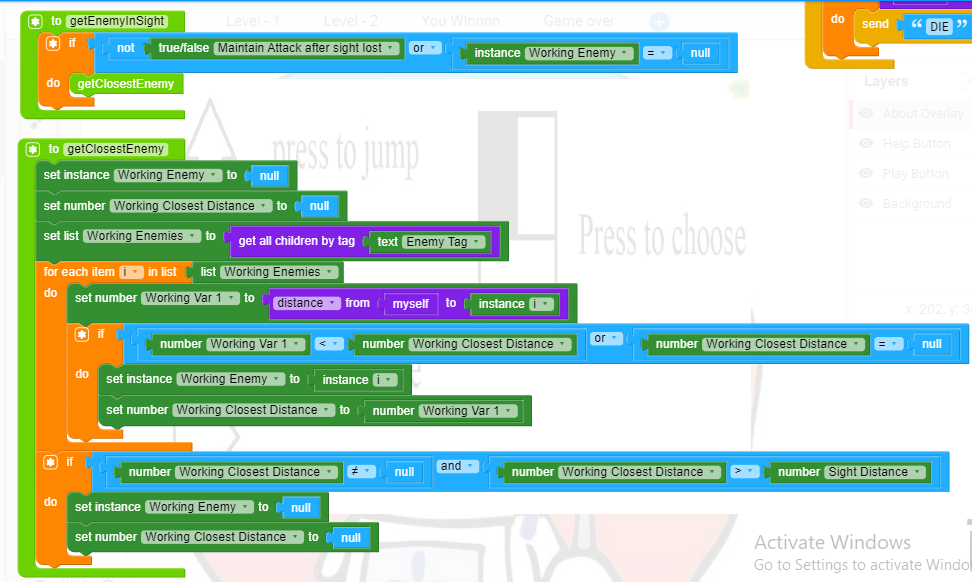 Level - 1 Level - 2 You Winnnn Game over
to getEnemyInSight
if not true/false Maintain Attack after sight lost or instance Working Enemy = null
do getClosestEnemy
do send “ DIE ”
Layers
About Overlay
Help Button
Play Button
Background
press to jump
Press to choose
to getClosestEnemy
set instance Working Enemy to null
set number Working Closest Distance to null
set list Working Enemies to get all children by tag text Enemy Tag
for each item i in list list Working Enemies
do set number Working Var 1 to distance from myself to instance i
x: 202, y:
if number Working Var 1 < number Working Closest Distance or number Working Closest Distance = null
do set instance Working Enemy to instance i
set number Working Closest Distance to number Working Var 1
if number Working Closest Distance ≠ null and number Working Closest Distance > number Sight Distance
do set instance Working Enemy to null
set number Working Closest Distance to null
Activate Windows
Go to Settings to activate Windo